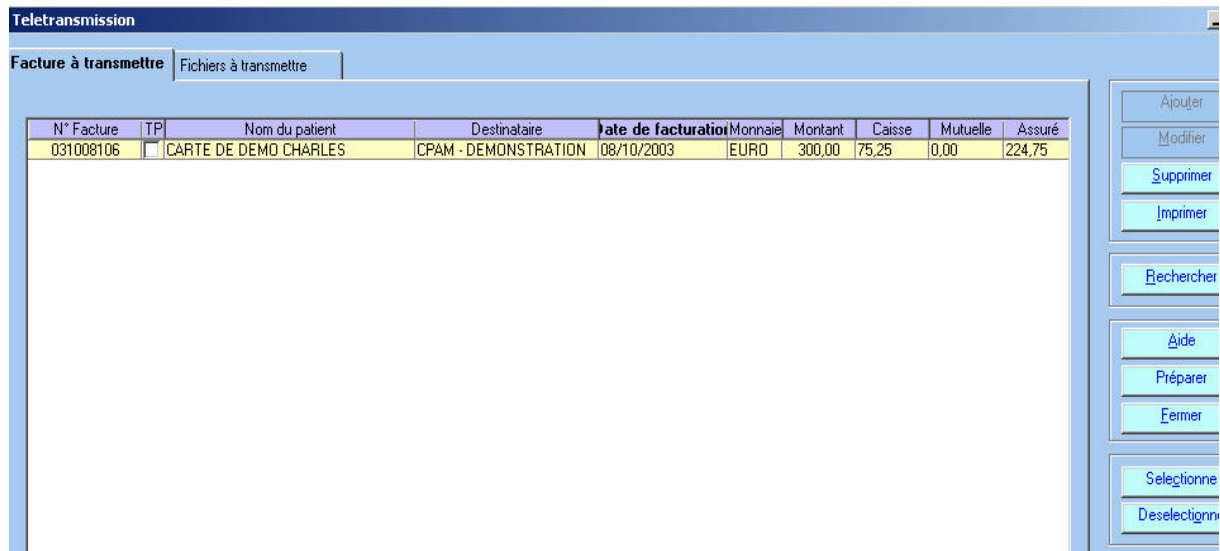 Teletransmission
Facture à transmettre Fichiers à transmettre
N° Facture TP Nom du patient Destinataire ate de facturation Monnaie Montant Caisse Mutuelle Assuré
031008106 CARTE DE DEMO CHARLES CPAM - DEMONSTRATION 08/10/2003 EURO 300,00 75,25 0,00 224,75
Ajouter
Modifier
Supprimer
Imprimer
Rechercher
Aide
Préparer
Fermer
Selectionne
Deselectionne